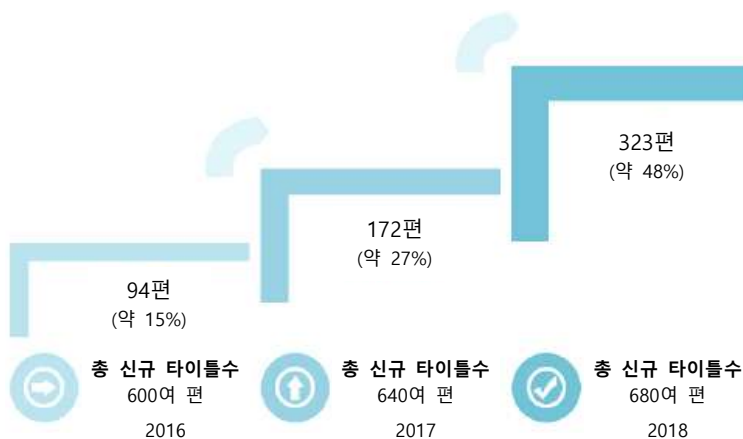 323편
(약 48%)
172편
(약 27%)
94편
(약 15%)
총 신규 타이틀수
600여 편
2016
총 신규 타이틀수
640여 편
2017
총 신규 타이틀수
680여 편
2018